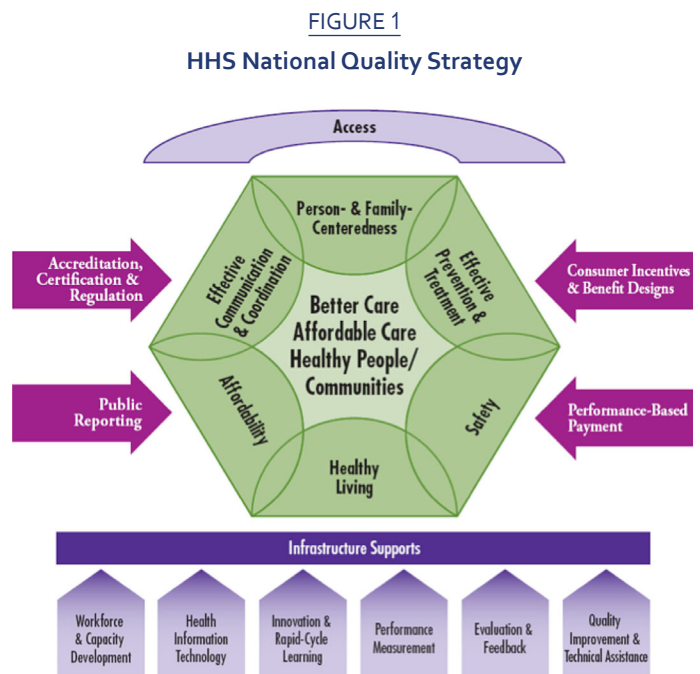 FIGURE 1
HHS National Quality Strategy
Access
Person- & Family-
Centeredness
Effective
Communication
& Coordination
Effective
Prevention &
Treatment
Accreditation,
Certification &
Regulation
Consumer Incentives
& Benefit Designs
Better Care
Affordable Care
Healthy People/
Communities
Public
Reporting
Affordability
Safety
Performance-Based
Payment
Healthy
Living
Infrastructure Supports
Workforce
& Capacity
Development
Health
Information
Technology
Innovation &
Rapid-Cycle
Learning
Performance
Measurement
Evaluation &
Feedback
Quality
Improvement &
Technical Assistance